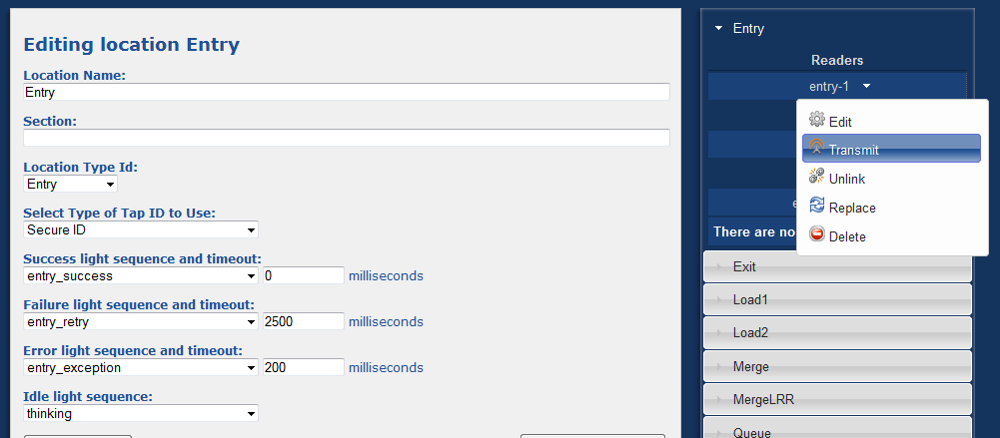 Editing location Entry
Location Name:
Entry
Section:
Location Type Id:
Entry
Select Type of Tap ID to Use:
Secure ID
Success light sequence and timeout:
entry_success 0 milliseconds
Failure light sequence and timeout:
entry_retry 2500 milliseconds
Error light sequence and timeout:
entry_exception 200 milliseconds
Idle light sequence:
thinking
Entry
Readers
entry-1
Edit
Transmit
Unlink
Replace
Delete
There are no
Exit
Load1
Load2
Merge
MergeLRR
Queue